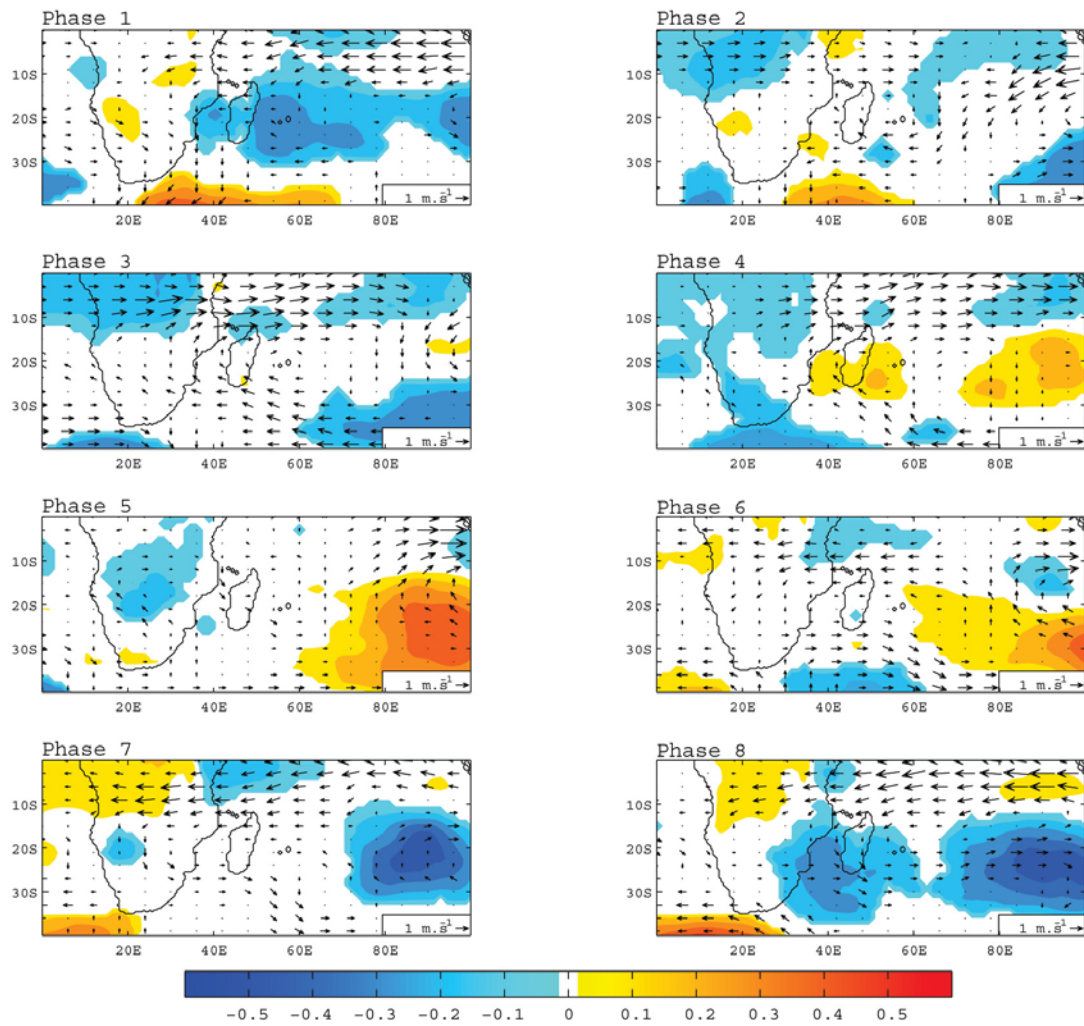 Phase 1
Phase 2
10S
20S
30S
1 m.s⁻¹
20E 40E 60E 80E
10S
20S
30S
1 m.s⁻¹
20E 40E 60E 80E
Phase 3
Phase 4
10S
20S
30S
1 m.s⁻¹
20E 40E 60E 80E
10S
20S
30S
1 m.s⁻¹
20E 40E 60E 80E
Phase 5
Phase 6
10S
20S
30S
1 m.s⁻¹
20E 40E 60E 80E
10S
20S
30S
1 m.s⁻¹
20E 40E 60E 80E
Phase 7
Phase 8
10S
20S
30S
1 m.s⁻¹
20E 40E 60E 80E
10S
20S
30S
1 m.s⁻¹
20E 40E 60E 80E
−0.5 −0.4 −0.3 −0.2 −0.1 0 0.1 0.2 0.3 0.4 0.5